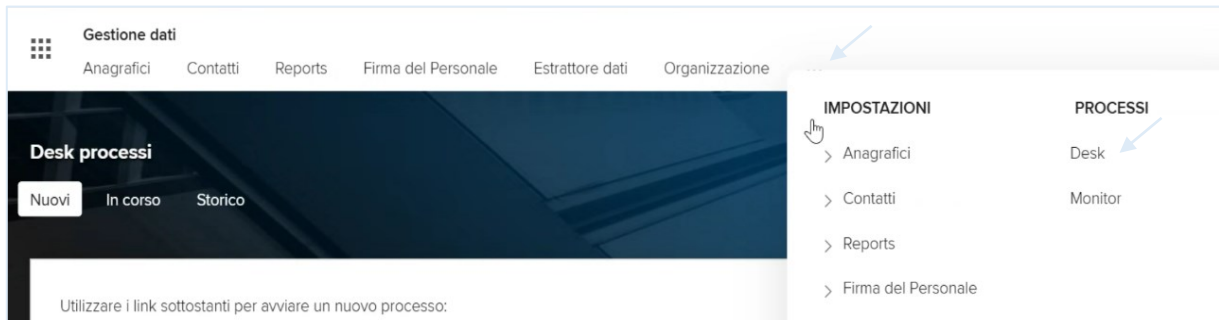 Gestione dati
Anagrafici Contatti Reports Firma del Personale Estrattore dati Organizzazione ...
IMPOSTAZIONI PROCESSI
Desk processi
Anagrafici Desk
Nuovi In corso Storico
Contatti Monitor
Reports
Firma del Personale
Utilizzare i link sottostanti per avviare un nuovo processo: